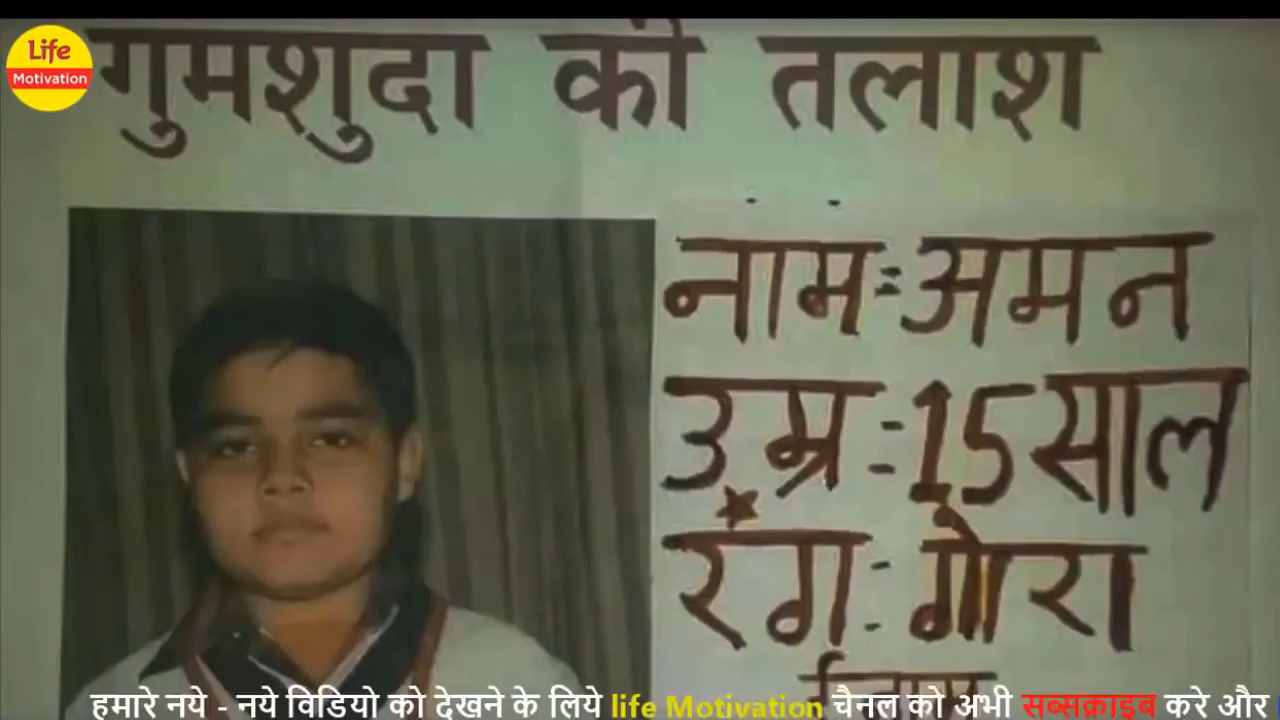 Life
Motivation
गुमशुदा की तलाश
नाम:- अमन
उम्र :- 15 साल
रंग :- गोरा
हमारे नये - नये विडियो को देखने के लिये life Motivation चैनल को अभी सब्सक्राइब करे और